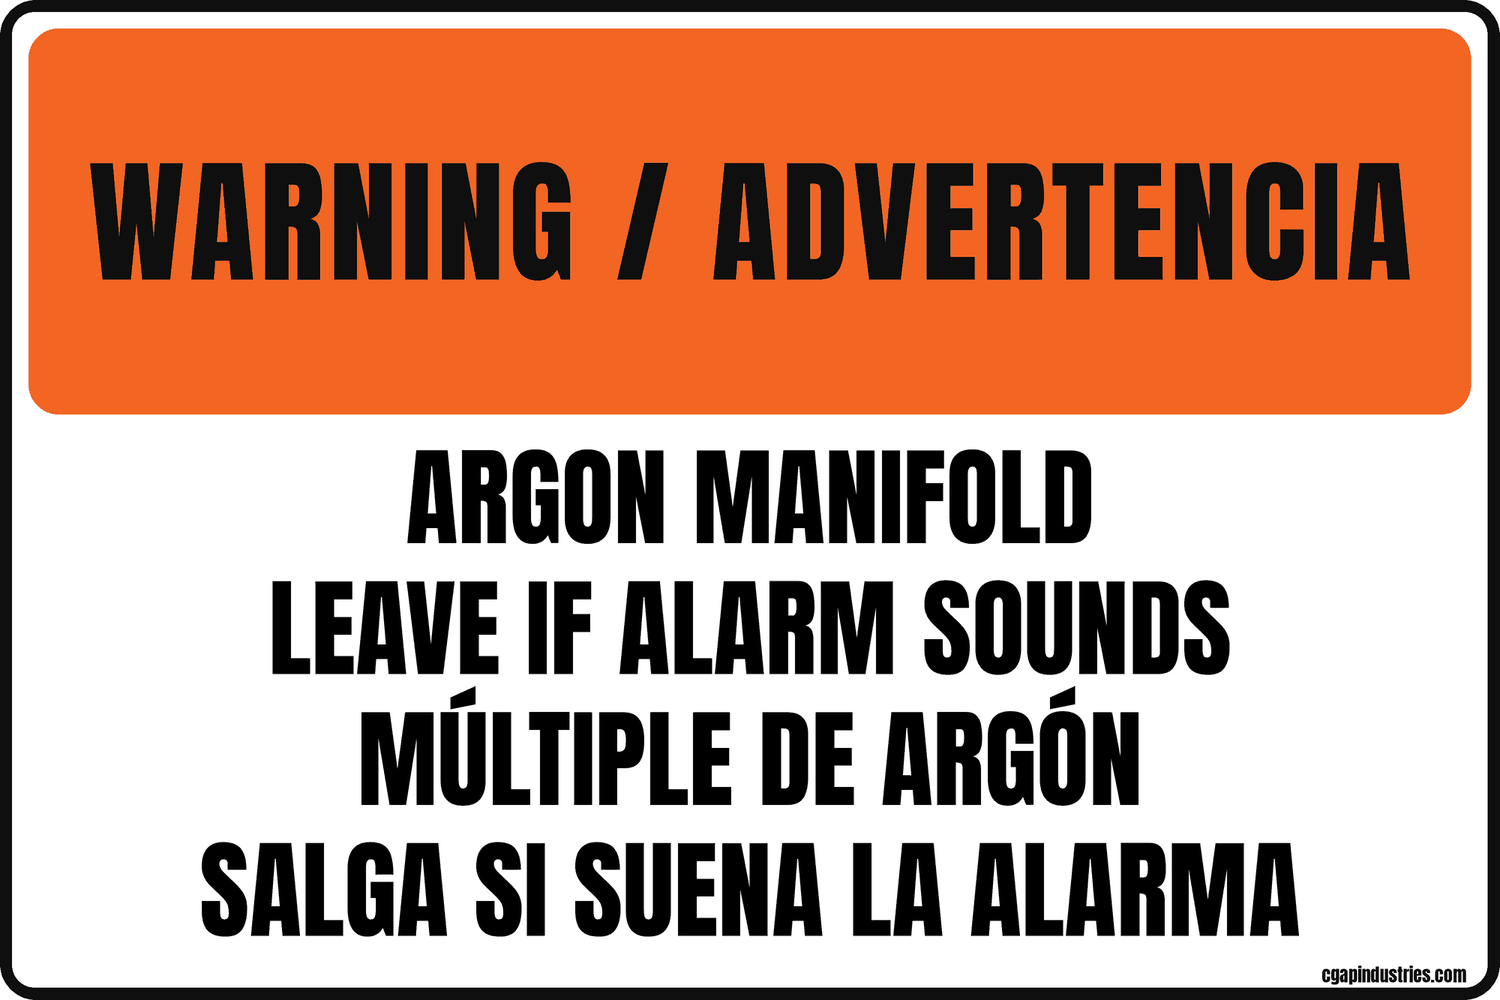 WARNING / ADVERTENCIA
ARGON MANIFOLD
LEAVE IF ALARM SOUNDS
MÚLTIPLE DE ARGÓN
SALGA SI SUENA LA ALARMA
cgapindustries.com